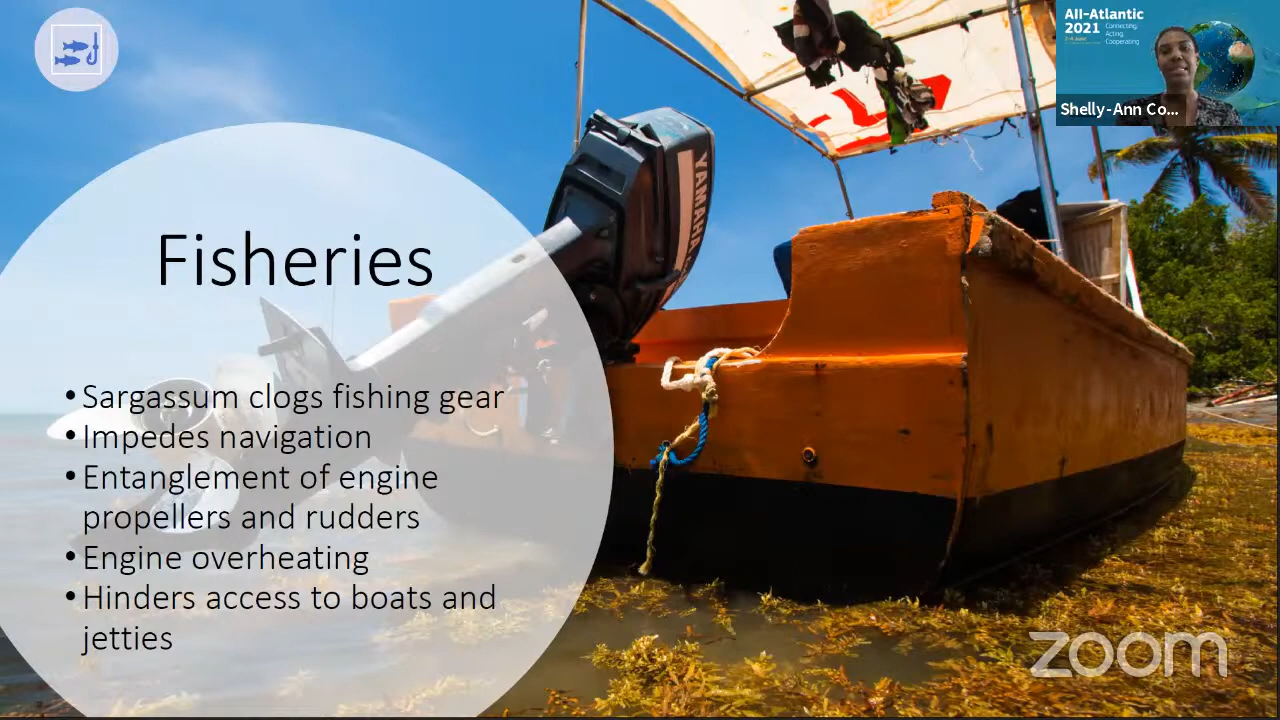 Fisheries
• Sargassum clogs fishing gear
• Impedes navigation
• Entanglement of engine
propellers and rudders
• Engine overheating
• Hinders access to boats and
jetties
YAMAHA
All-Atlantic
2021
Connecting,
Acting,
Cooperating
Shelly-Ann Co...
zoom